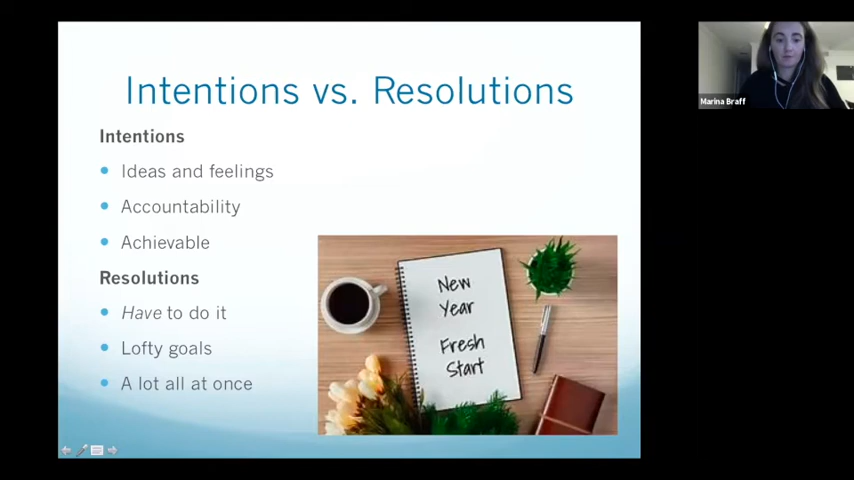 Intentions vs. Resolutions
Intentions
Ideas and feelings
Accountability
Achievable
Resolutions
Have to do it
Lofty goals
A lot all at once
New
Year
Fresh
Start
Marina Braff